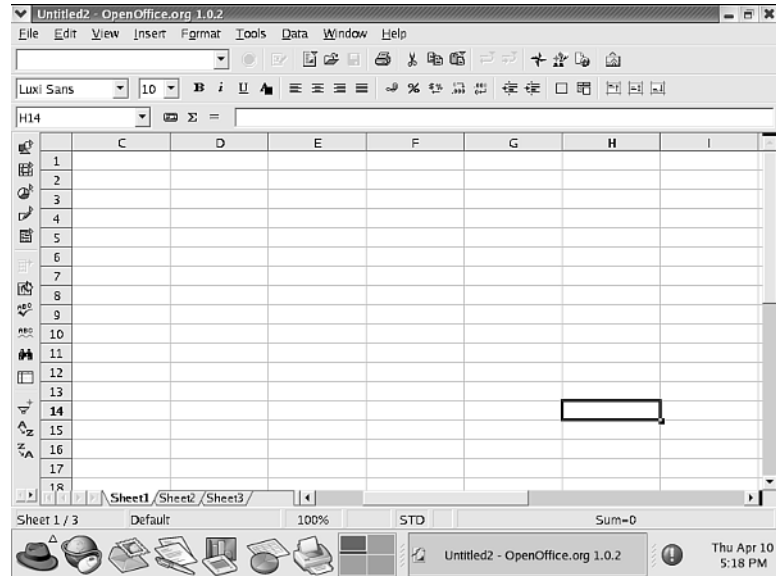 Untitled2 - OpenOffice.org 1.0.2
File Edit View Insert Format Tools Data Window Help
Luxi Sans 10 B i U A
H14 Σ =
C D E F G H I
1
2
3
4
5
6
7
8
9
10
11
12
13
14
15
16
17
18
Sheet1 Sheet2 Sheet3
Sheet 1 / 3 Default 100% STD Sum=0
Untitled2 - OpenOffice.org 1.0.2
Thu Apr 10
5:18 PM